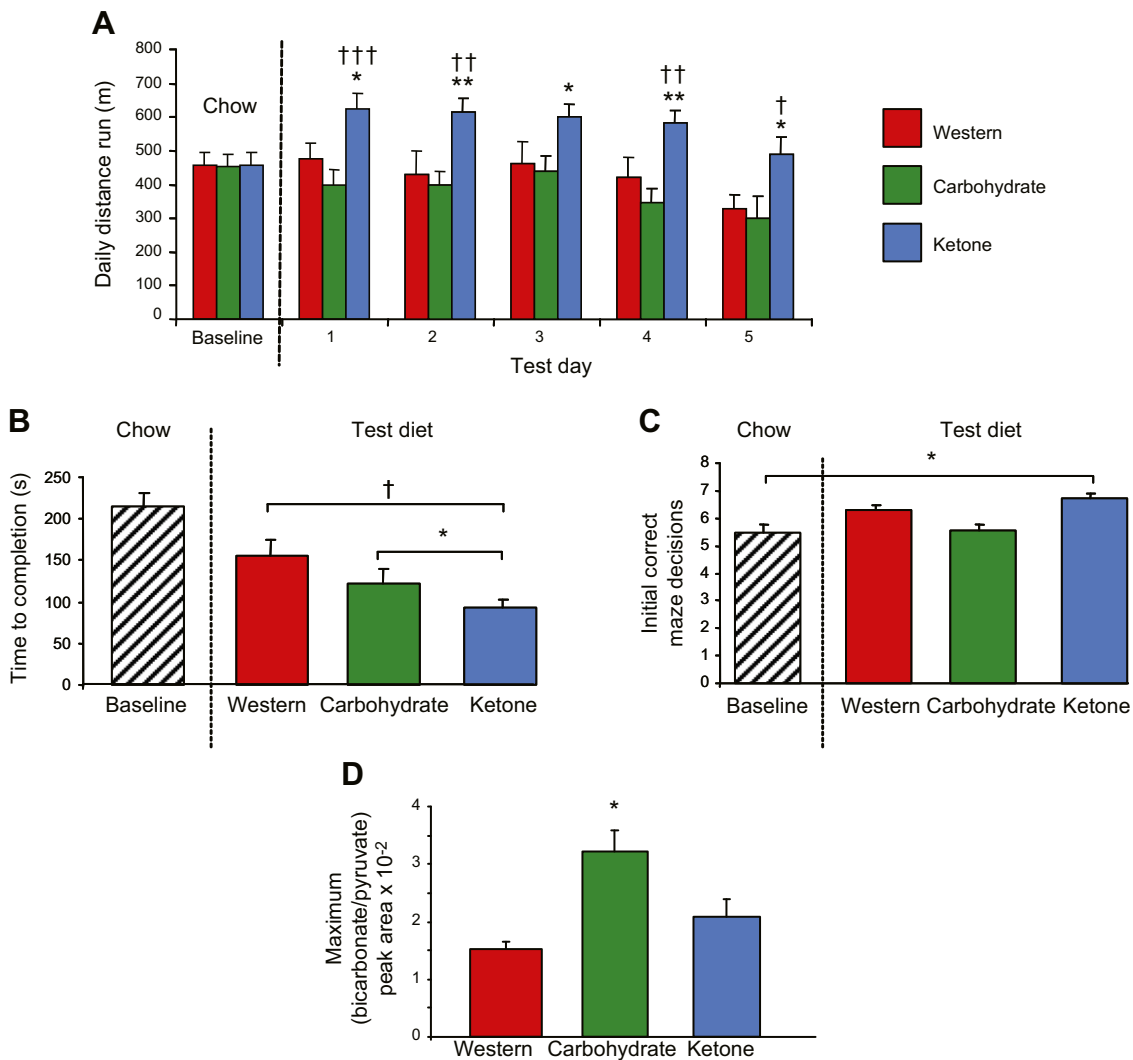 A
Daily distance run (m)
800
700
600
500
400
300
200
100
0
Chow
†††
*
††
**
*
††
**
†
*
Baseline
1
2
3
4
5
Test day
Western
Carbohydrate
Ketone
B
Chow
Test diet
Time to completion (s)
250
200
150
100
50
0
†
*
Baseline
Western
Carbohydrate
Ketone
C
Chow
Test diet
Initial correct
maze decisions
8
7
6
5
4
3
2
1
0
*
Baseline
Western
Carbohydrate
Ketone
D
Maximum
(bicarbonate/pyruvate)
peak area x 10-2
4
3
2
1
0
*
Western
Carbohydrate
Ketone